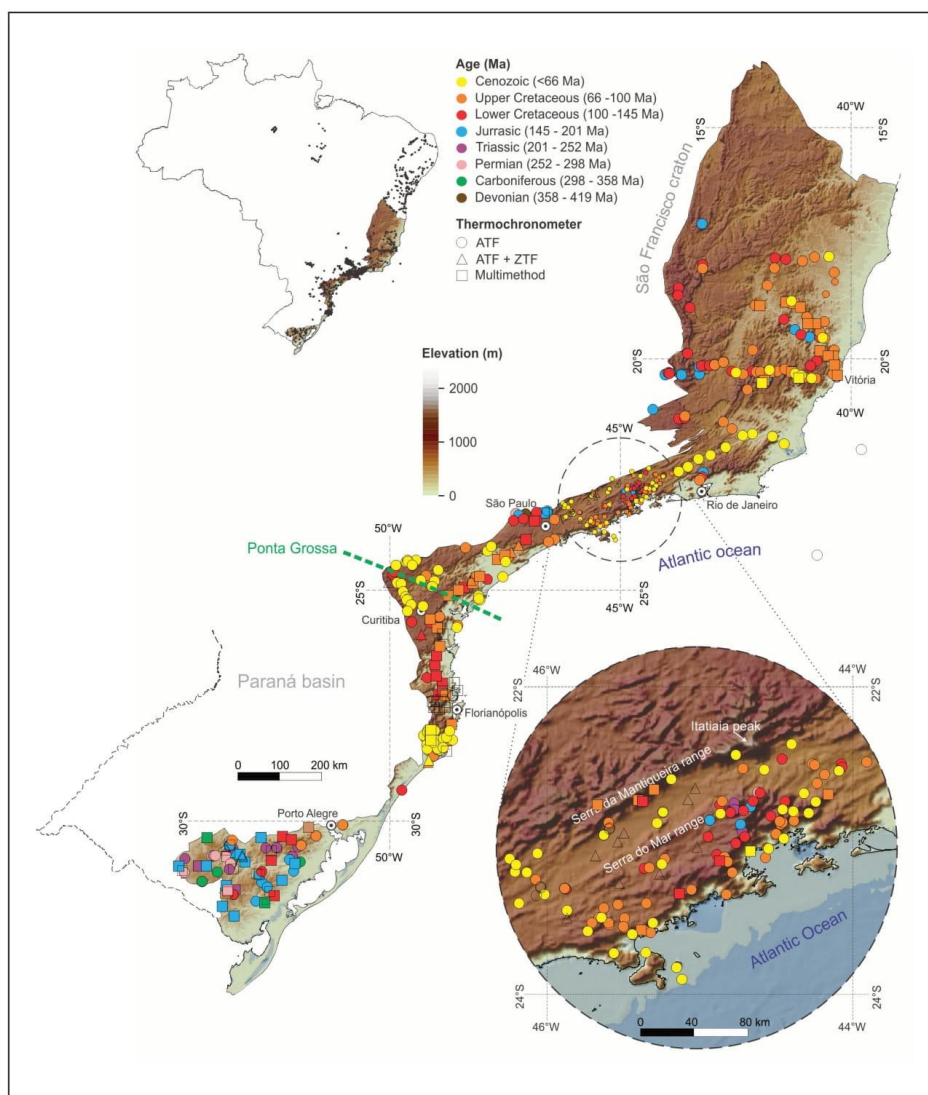 Age (Ma)
Cenozoic (<66 Ma)
Upper Cretaceous (66 -100 Ma)
Lower Cretaceous (100 -145 Ma)
Jurrasic (145 - 201 Ma)
Triassic (201 - 252 Ma)
Permian (252 - 298 Ma)
Carboniferous (298 - 358 Ma)
Devonian (358 - 419 Ma)
Thermochronometer
ATF
ATF + ZTF
Multimethod
Elevation (m)
2000
1000
0
40°W
15°S
15°S
São Francisco craton
20°S
20°S
Vitória
40°W
45°W
São Paulo
Rio de Janeiro
50°W
Ponta Grossa
Atlantic ocean
25°S
45°W
25°S
Curitiba
Paraná basin
Florianópolis
0 100 200 km
Porto Alegre
30°S
30°S
50°W
46°W
44°W
22°S
22°S
Itatiaia peak
Serra da Mantiqueira range
Serra do Mar range
Atlantic Ocean
24°S
24°S
46°W
44°W
0 40 80 km